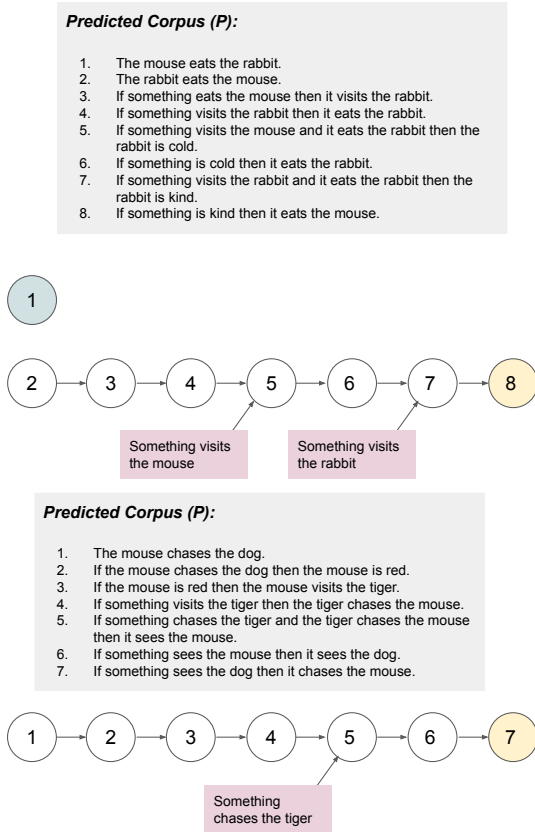 Predicted Corpus (P):
1. The mouse eats the rabbit.
2. The rabbit eats the mouse.
3. If something eats the mouse then it visits the rabbit.
4. If something visits the rabbit then it eats the rabbit.
5. If something visits the mouse and it eats the rabbit then the
rabbit is cold.
6. If something is cold then it eats the rabbit.
7. If something visits the rabbit and it eats the rabbit then the
rabbit is kind.
8. If something is kind then it eats the mouse.
1
2 3 4 5 6 7 8
Something visits
the mouse
Something visits
the rabbit
Predicted Corpus (P):
1. The mouse chases the dog.
2. If the mouse chases the dog then the mouse is red.
3. If the mouse is red then the mouse visits the tiger.
4. If something visits the tiger then the tiger chases the mouse.
5. If something chases the tiger and the tiger chases the mouse
then it sees the mouse.
6. If something sees the mouse then it sees the dog.
7. If something sees the dog then it chases the mouse.
1 2 3 4 5 6 7
Something
chases the tiger